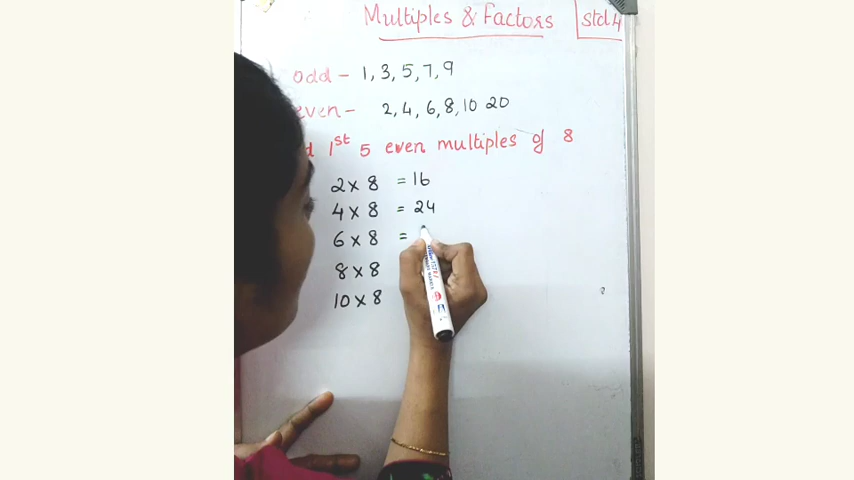 Multiples & Factors
Std 4
odd - 1, 3, 5, 7, 9
even - 2, 4, 6, 8, 10 20
1st 5 even multiples of 8
2 x 8 = 16
4 x 8 = 24
6 x 8 =
8 x 8
10 x 8